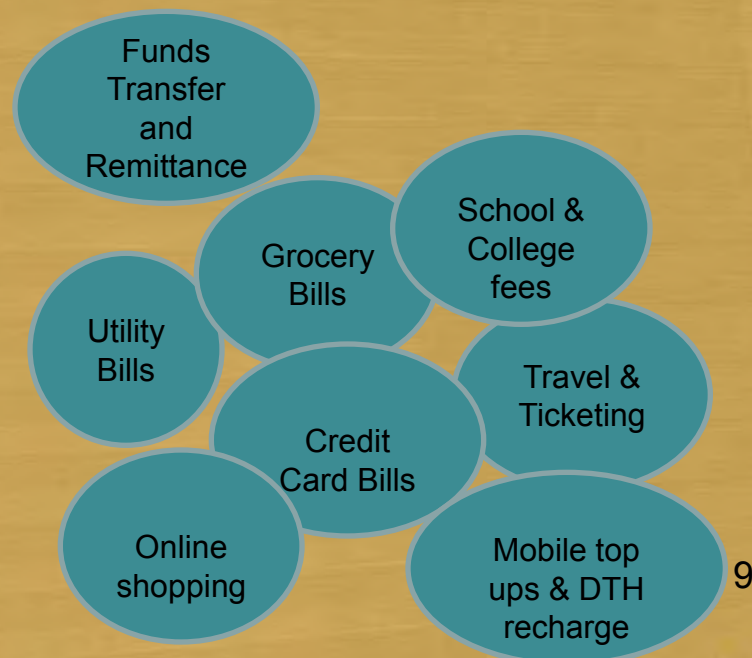 Funds
Transfer
and
Remittance
School &
College
fees
Grocery
Bills
Utility
Bills
Travel &
Ticketing
Credit
Card Bills
Online
shopping
Mobile top
ups & DTH
recharge
9